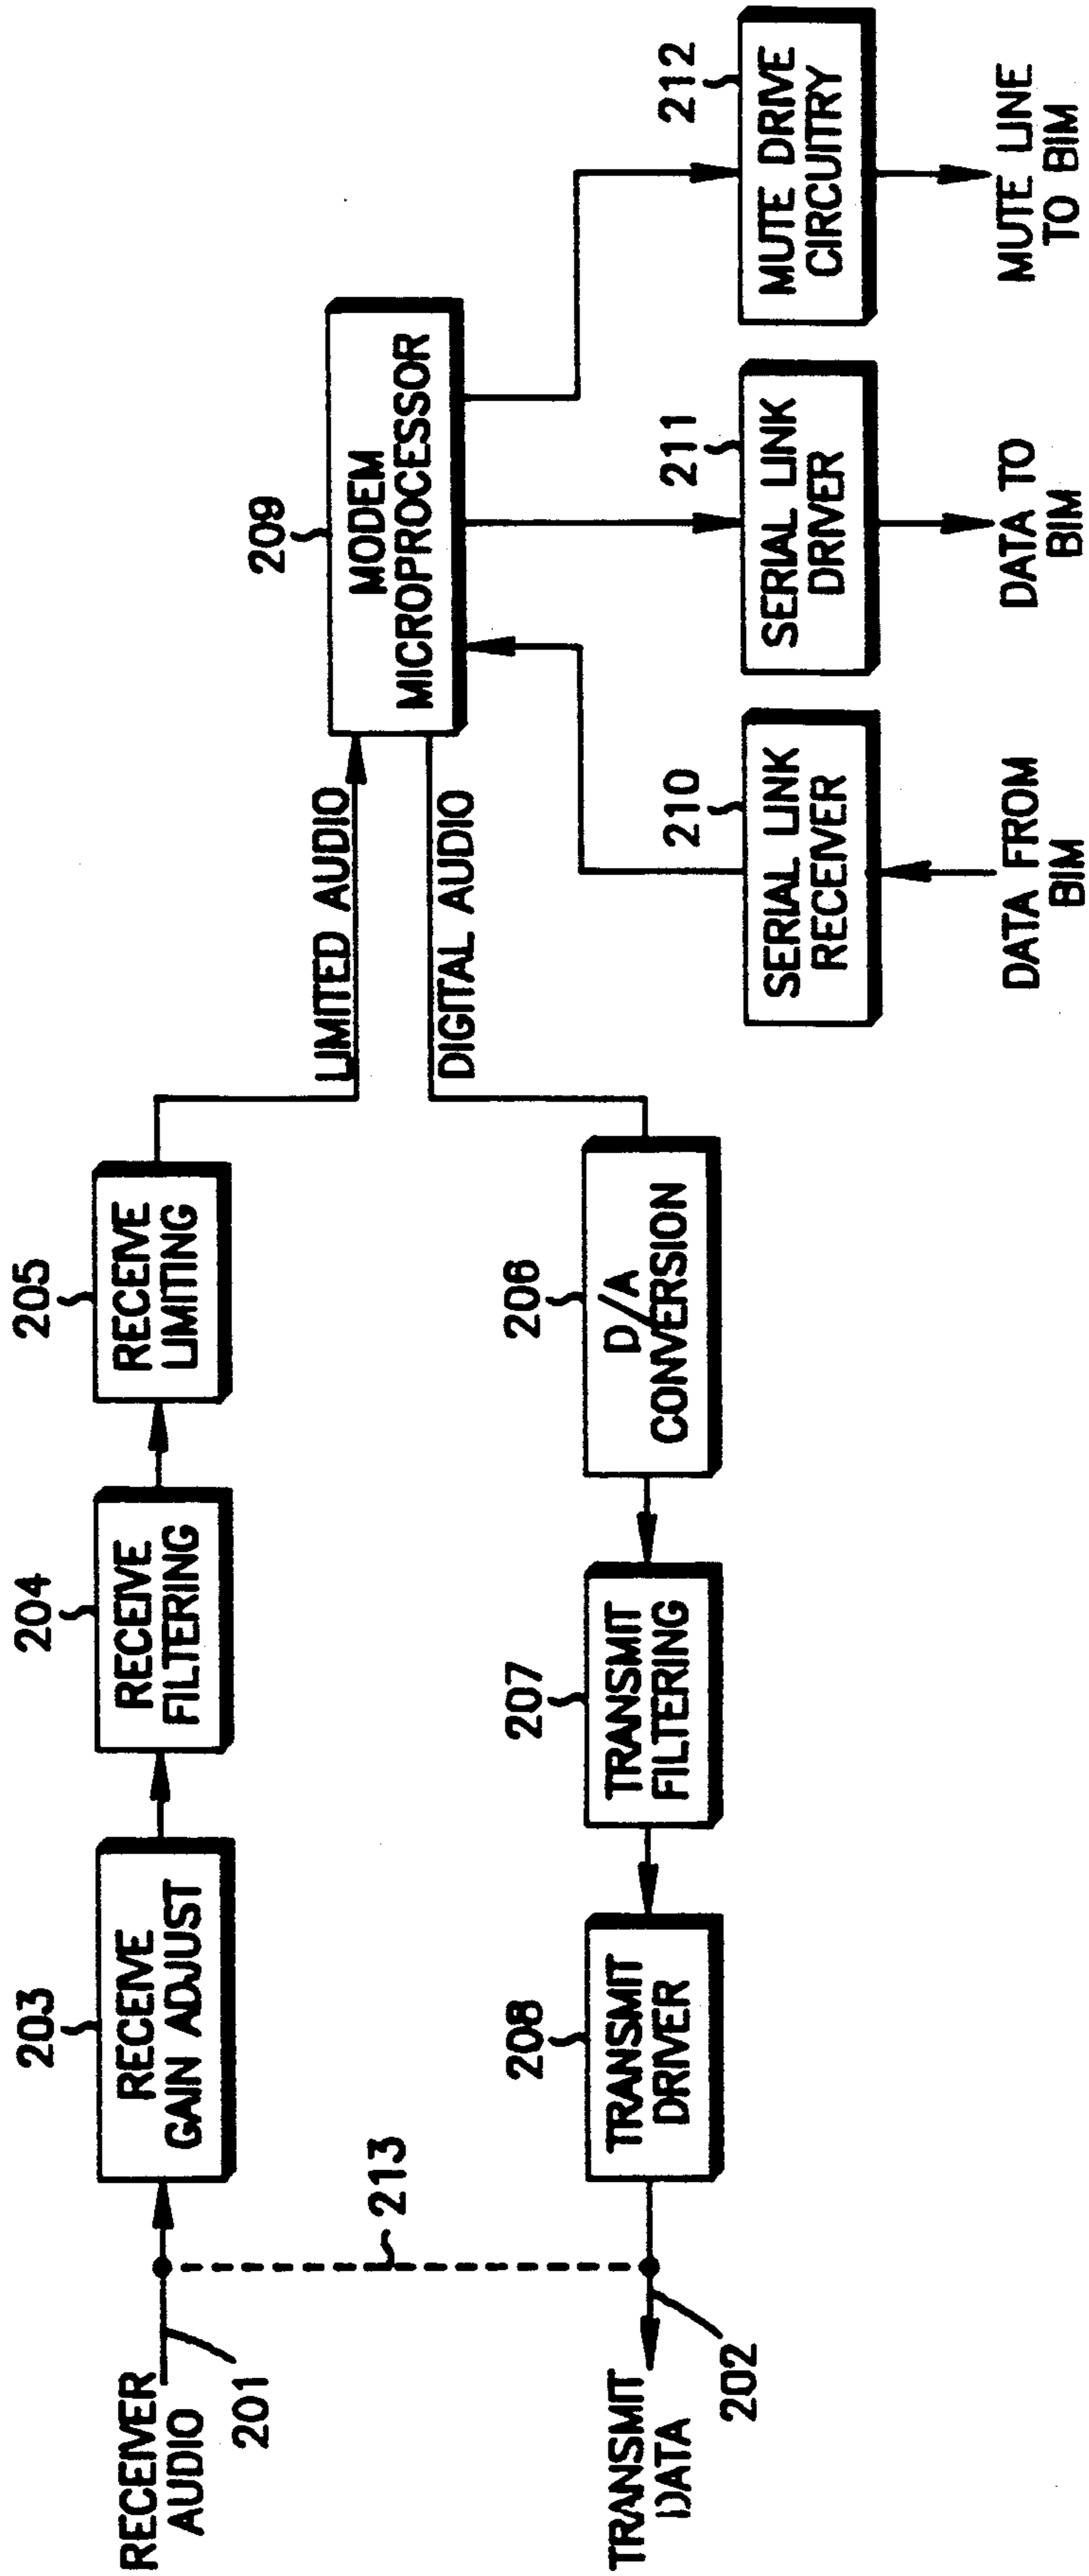 RECEIVER
AUDIO
201
203
RECEIVE
GAIN ADJUST
204
RECEIVE
FILTERING
205
RECEIVE
LIMITING
LIMITED AUDIO
DIGITAL AUDIO
209
MODEM
MICROPROCESSOR
213
TRANSMIT
DATA
202
208
TRANSMIT
DRIVER
207
TRANSMIT
FILTERING
206
D/A
CONVERSION
210
SERIAL LINK
RECEIVER
DATA FROM
BIM
211
SERIAL LINK
DRIVER
DATA TO
BIM
212
MUTE DRIVE
CIRCUITRY
MUTE LINE
TO BIM